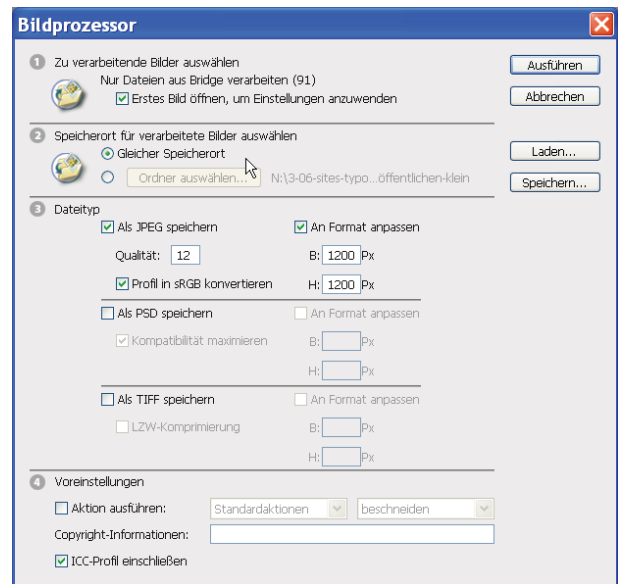 Bildprozessor
1 Zu verarbeitende Bilder auswählen
Nur Dateien aus Bridge verarbeiten (91)
Erstes Bild öffnen, um Einstellungen anzuwenden
Ausführen
Abbrechen
2 Speicherort für verarbeitete Bilder auswählen
Gleicher Speicherort
Ordner auswählen... N:\3-06-sites-typo...öffentlichen-klein
Laden...
Speichern...
3 Dateityp
Als JPEG speichern An Format anpassen
Qualität: 12 B: 1200 Px
Profil in sRGB konvertieren H: 1200 Px
Als PSD speichern An Format anpassen
Kompatibilität maximieren B: Px
H: Px
Als TIFF speichern An Format anpassen
LZW-Komprimierung B: Px
H: Px
4 Voreinstellungen
Aktion ausführen: Standardaktionen beschneiden
Copyright-Informationen:
ICC-Profil einschließen